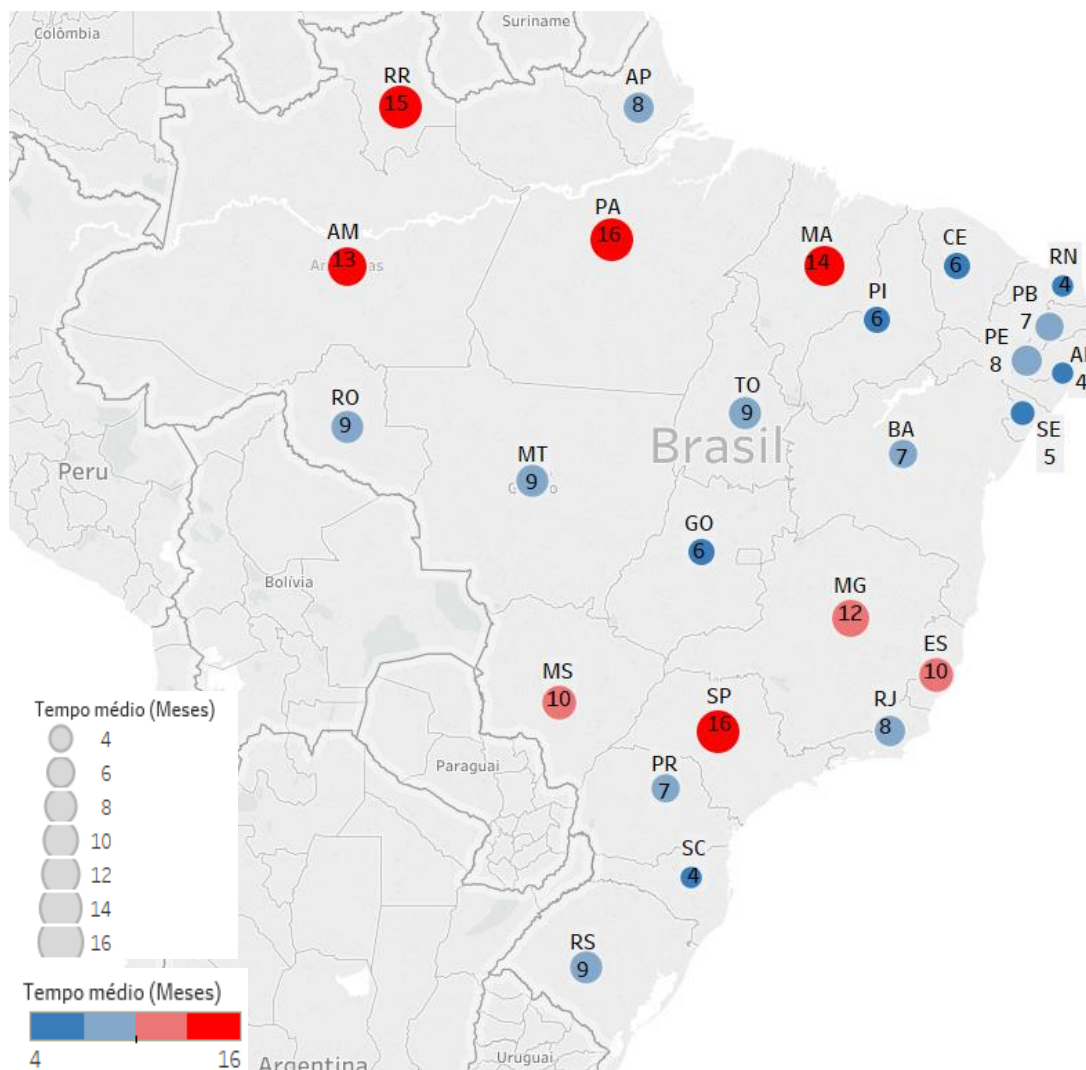 Colômbia
Suriname
RR
15
AP
8
AM
13
PA
16
MA
14
CE
6
RN
4
PI
6
PB
7
PE
8
4
RO
9
TO
9
Brasil
BA
7
SE
5
Peru
MT
9
GO
6
Bolívia
MG
12
ES
10
MS
10
SP
16
RJ
8
Paraguai
PR
7
SC
4
RS
9
Tempo médio (Meses)
4
6
8
10
12
14
16
Tempo médio (Meses)
4
16
Argentina
Uruguai